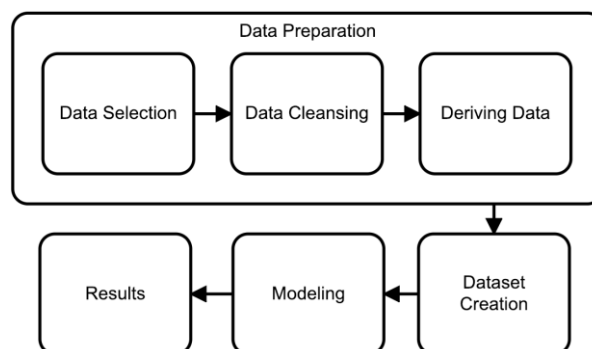 Data Preparation
Data Selection
Data Cleansing
Deriving Data
Results
Modeling
Dataset
Creation